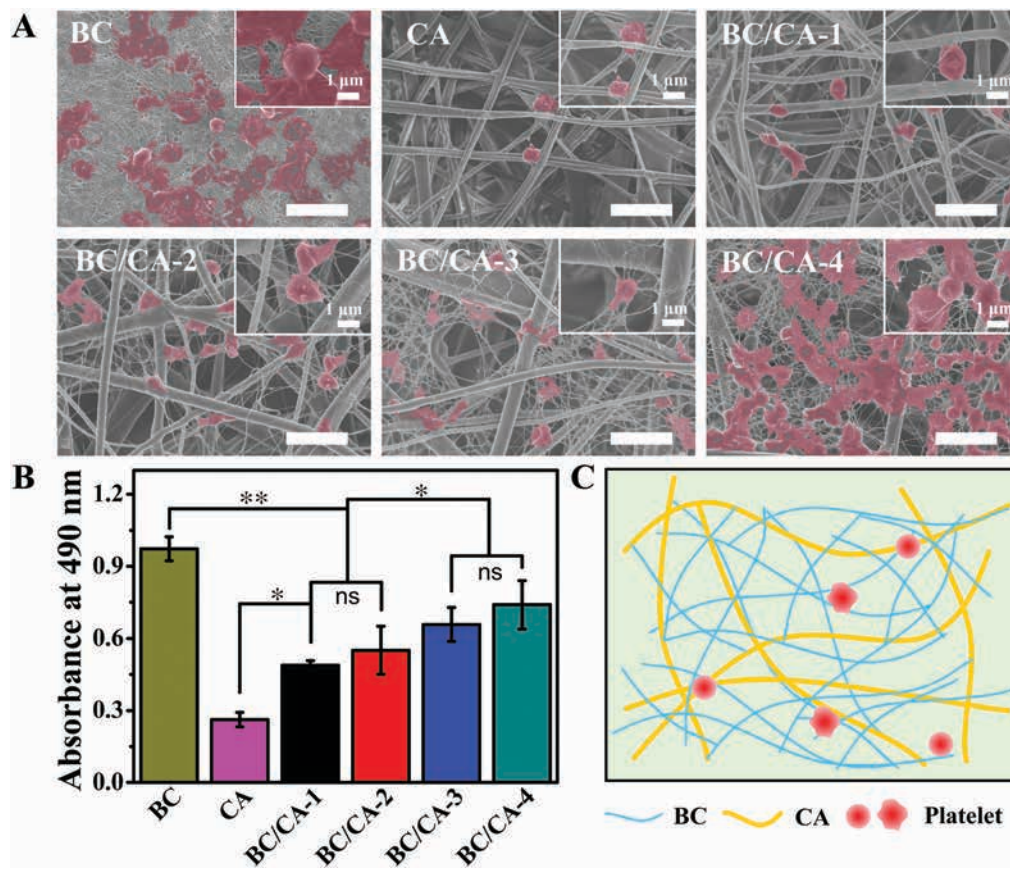 A
BC
1 μm
CA
1 μm
BC/CA-1
1 μm
BC/CA-2
1 μm
BC/CA-3
1 μm
BC/CA-4
1 μm
B
Absorbance at 490 nm
1.2
0.9
0.6
0.3
0.0
**
*
*
ns
ns
BC
CA
BC/CA-1
BC/CA-2
BC/CA-3
BC/CA-4
C
BC CA Platelet